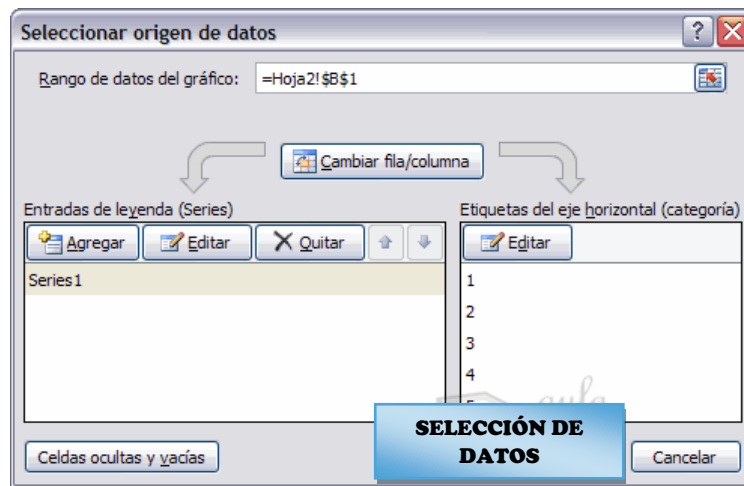 Seleccionar origen de datos
Rango de datos del gráfico: =Hoja2!$B$1
Cambiar fila/columna
Entradas de leyenda (Series)
Etiquetas del eje horizontal (categoría)
Agregar Editar Quitar
Editar
Series1
1
2
3
4
aula
SELECCIÓN DE
DATOS
Celdas ocultas y vacías
Cancelar